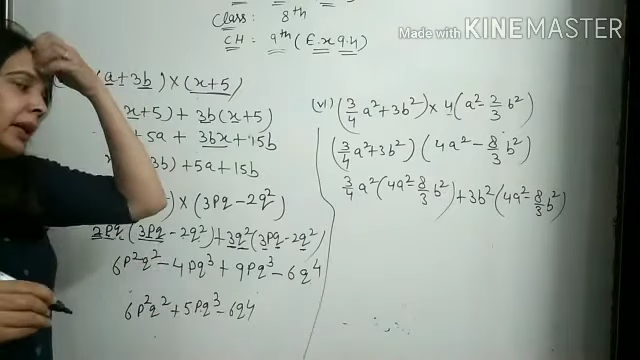 Class: 8th
CH: 9th (E.x 9.4)
Made with KINEMASTER
a+3b) × (x+5)
x+5) + 3b(x+5)
+5a + 3bx + 15b
3b) + 5a + 15b
) × (3pq - 2q²)
2pq (3pq - 2q²) + 3q² (3pq - 2q²)
6p²q² - 4pq³ + 9pq³ - 6q⁴
6p²q² + 5pq³ - 6q4
(vi) (3/4 a² + 3b²) × 4(a² - 2/3 b²)
(3/4 a² + 3b²) (4a² - 8/3 b²)
3/4 a² (4a² - 8/3 b²) + 3b² (4a² - 8/3 b²)